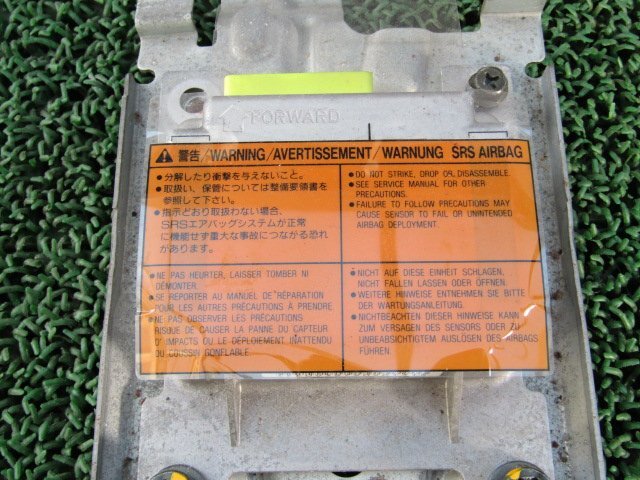 FORWARD
警告/WARNING/AVERTISSEMENT/WARNUNG SRS AIRBAG
●分解したり衝撃を与えないこと。
●取扱い、保管については整備要領書を
参照して下さい。
●指示どおり取扱わない場合、
SRSエアバッグシステムが正常
に機能せず重大な事故につながる恐れ
があります。
●DO NOT STRIKE, DROP OR DISASSEMBLE.
●SEE SERVICE MANUAL FOR OTHER
PRECAUTIONS.
●FAILURE TO FOLLOW PRECAUTIONS MAY
CAUSE SENSOR TO FAIL OR UNINTENDED
AIRBAG DEPLOYMENT.
●NE PAS HEURTER, LAISSER TOMBER NI
DÉMONTER.
●SE REPORTER AU MANUEL DE RÉPARATION
POUR LES AUTRES PRÉCAUTIONS À PRENDRE
●NE PAS OBSERVER LES PRÉCAUTIONS
RISQUE DE CAUSER LA PANNE DU CAPTEUR
D'IMPACTS OU LE DÉPLOIEMENT INATTENDU
DU COUSSIN GONFLABLE.
●NICHT AUF DIESE EINHEIT SCHLAGEN,
NICHT FALLEN LASSEN ODER ÖFFNEN.
●WEITERE HINWEISE ENTNEHMEN SIE BITTE
DER WARTUNGSANLEITUNG.
●NICHTBEACHTEN DIESER HINWEISE KANN
ZUM VERSAGEN DES SENSORS ODER ZU
UNBEABSICHTIGTEM AUSLÖSEN DES AIRBAGS
FÜHREN.